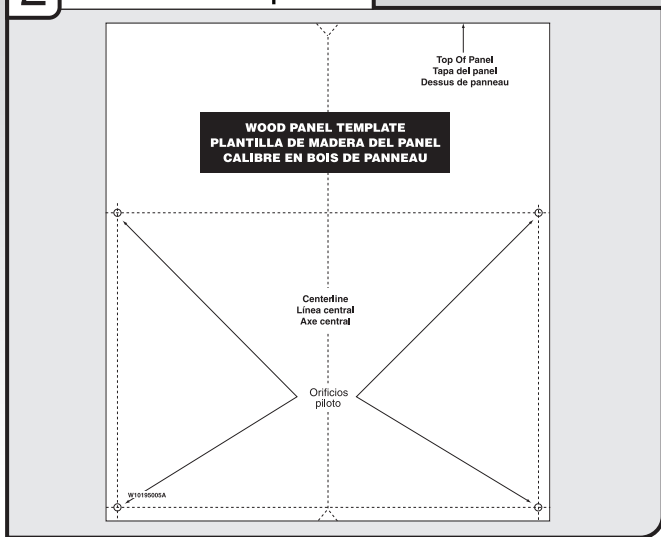 2
Top Of Panel
Tapa del panel
Dessus de panneau
WOOD PANEL TEMPLATE
PLANTILLA DE MADERA DEL PANEL
CALIBRE EN BOIS DE PANNEAU
Centerline
Línea central
Axe central
Orificios
piloto
W10195005A